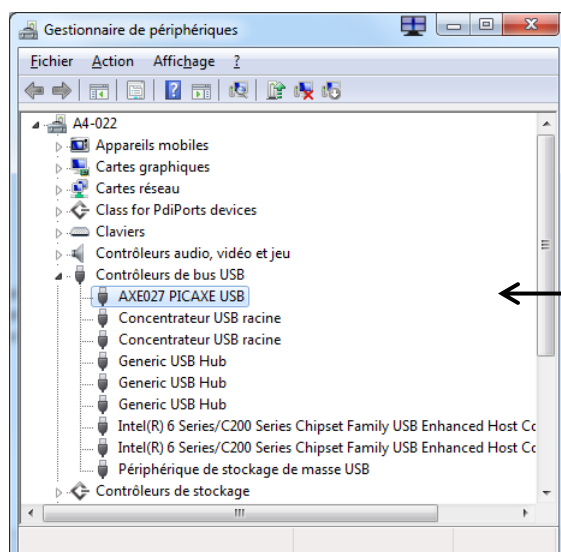 Gestionnaire de périphériques
Fichier Action Affichage ?
A4-022
Appareils mobiles
Cartes graphiques
Cartes réseau
Class for PdiPorts devices
Claviers
Contrôleurs audio, vidéo et jeu
Contrôleurs de bus USB
AXE027 PICAXE USB
Concentrateur USB racine
Concentrateur USB racine
Generic USB Hub
Generic USB Hub
Generic USB Hub
Intel(R) 6 Series/C200 Series Chipset Family USB Enhanced Host Cc
Intel(R) 6 Series/C200 Series Chipset Family USB Enhanced Host Cc
Périphérique de stockage de masse USB
Contrôleurs de stockage